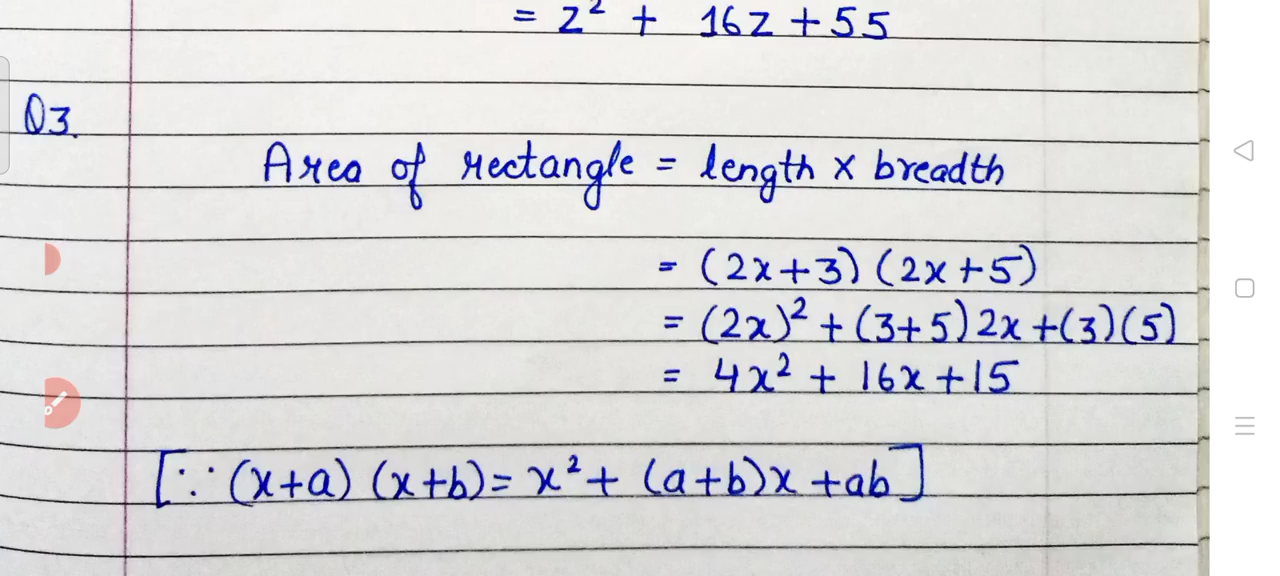 = z² + 16z + 55
Q3.
Area of rectangle = length × breadth
= (2x+3) (2x+5)
= (2x)² + (3+5) 2x + (3)(5)
= 4x² + 16x + 15
[∵ (x+a) (x+b) = x² + (a+b)x + ab]